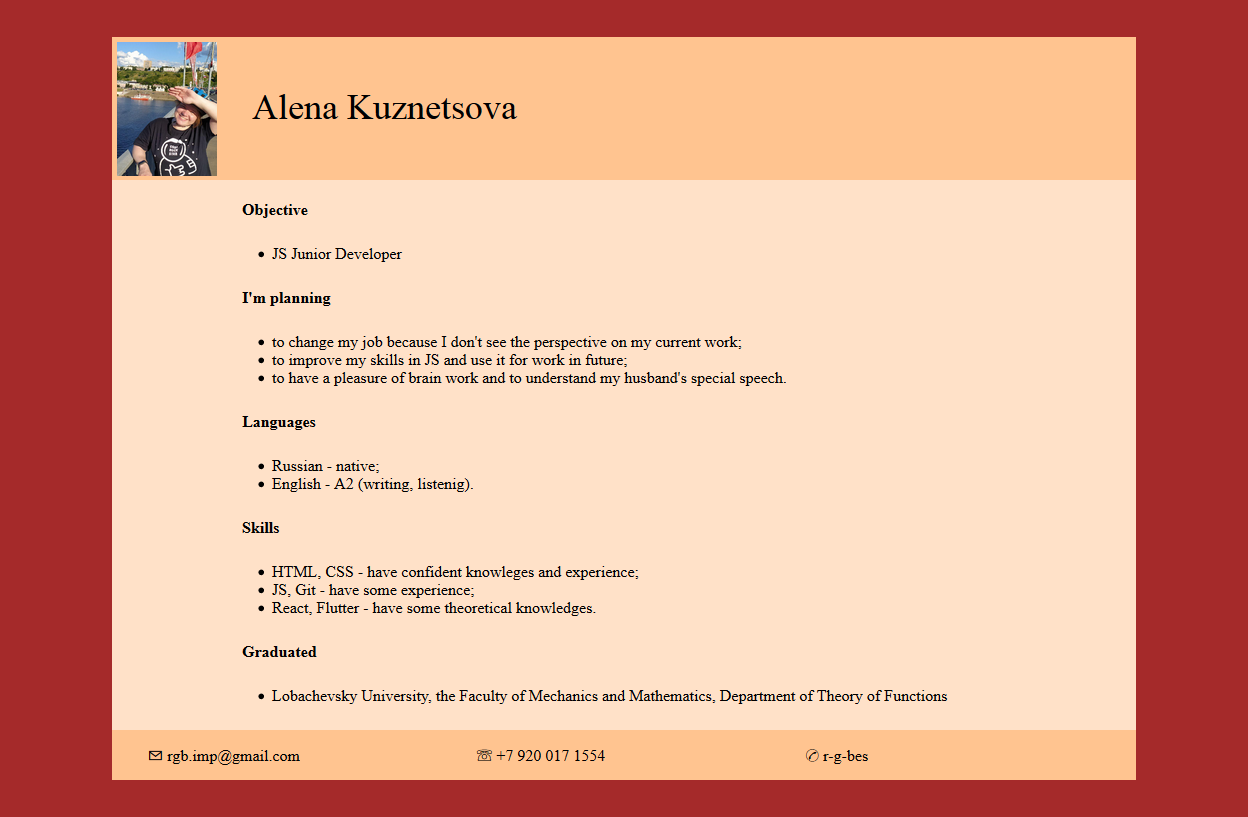 Alena Kuznetsova
Objective
• JS Junior Developer
I'm planning
• to change my job because I don't see the perspective on my current work;
• to improve my skills in JS and use it for work in future;
• to have a pleasure of brain work and to understand my husband's special speech.
Languages
• Russian - native;
• English - A2 (writing, listenig).
Skills
• HTML, CSS - have confident knowleges and experience;
• JS, Git - have some experience;
• React, Flutter - have some theoretical knowledges.
Graduated
• Lobachevsky University, the Faculty of Mechanics and Mathematics, Department of Theory of Functions
🖂 rgb.imp@gmail.com ☏ +7 920 017 1554 ✆ r-g-bes